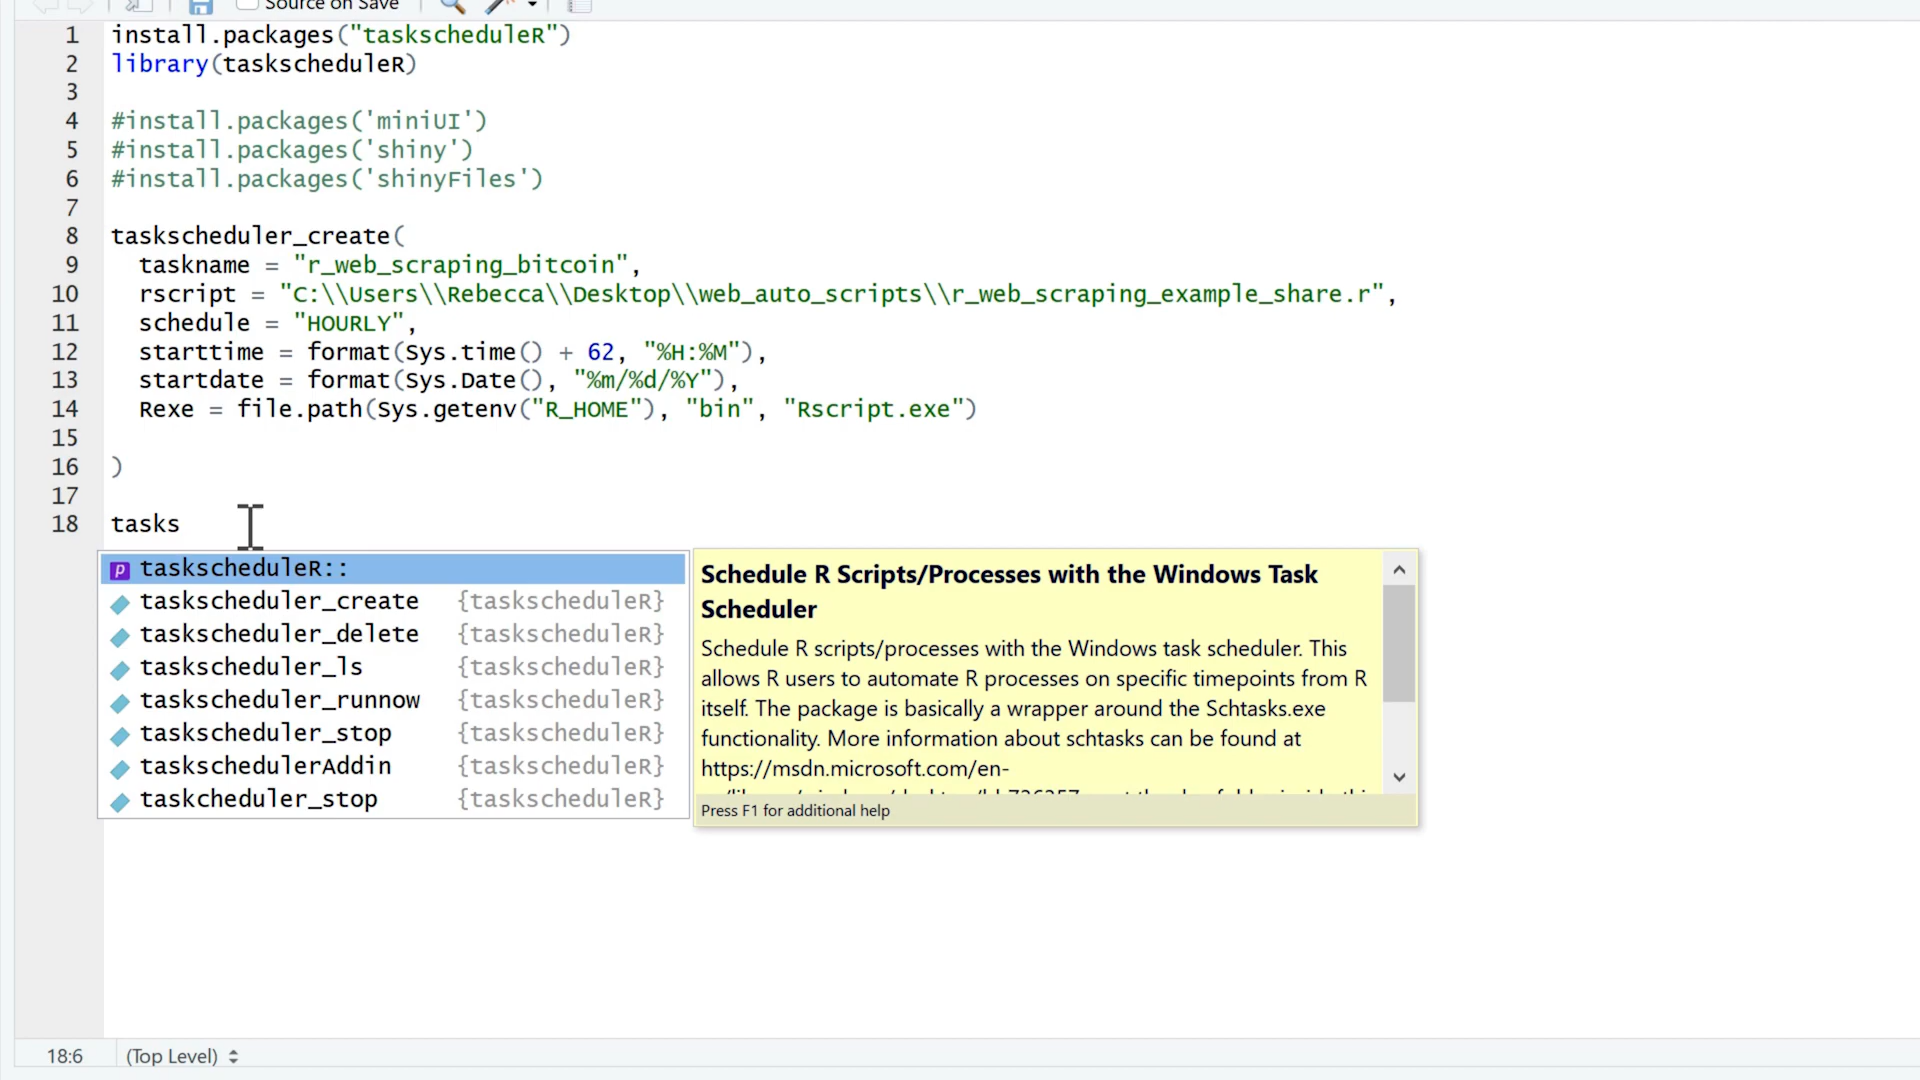 Source on Save
1 install.packages("taskscheduleR")
2 library(taskscheduleR)
3
4 #install.packages('miniUI')
5 #install.packages('shiny')
6 #install.packages('shinyFiles')
7
8 taskscheduler_create(
9 taskname = "r_web_scraping_bitcoin",
10 rscript = "C:\\Users\\Rebecca\\Desktop\\web_auto_scripts\\r_web_scraping_example_share.r",
11 schedule = "HOURLY",
12 starttime = format(Sys.time() + 62, "%H:%M"),
13 startdate = format(Sys.Date(), "%m/%d/%Y"),
14 Rexe = file.path(Sys.getenv("R_HOME"), "bin", "Rscript.exe")
15
16 )
17
18 tasks
taskscheduleR::
taskscheduler_create {taskscheduleR}
taskscheduler_delete {taskscheduleR}
taskscheduler_ls {taskscheduleR}
taskscheduler_runnow {taskscheduleR}
taskscheduler_stop {taskscheduleR}
taskschedulerAddin {taskscheduleR}
taskcheduler_stop {taskscheduleR}
Schedule R Scripts/Processes with the Windows Task
Scheduler
Schedule R scripts/processes with the Windows task scheduler. This
allows R users to automate R processes on specific timepoints from R
itself. The package is basically a wrapper around the Schtasks.exe
functionality. More information about schtasks can be found at
https://msdn.microsoft.com/en-
Press F1 for additional help
18:6 (Top Level)